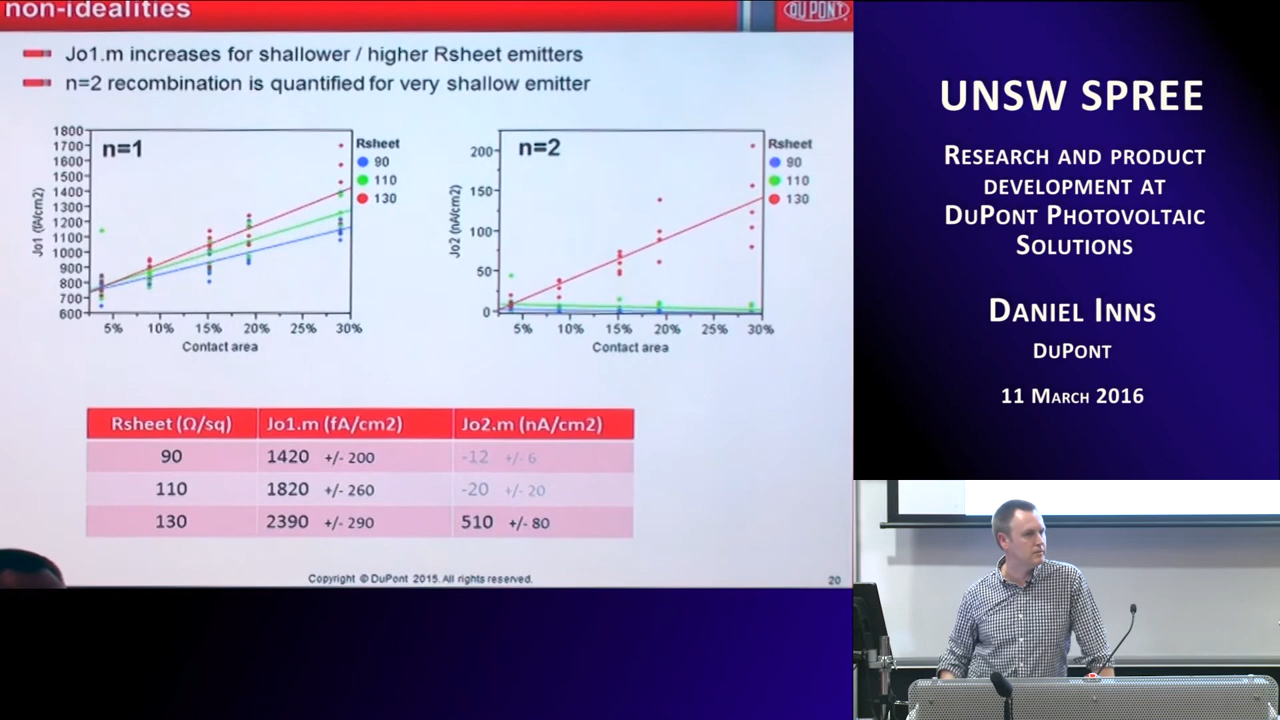 non-idealities
DU PONT
Jo1.m increases for shallower / higher Rsheet emitters
n=2 recombination is quantified for very shallow emitter
n=1
Jo1 (fA/cm2)
1800
1700
1600
1500
1400
1300
1200
1100
1000
900
800
700
600
5% 10% 15% 20% 25% 30%
Contact area
Rsheet
90
110
130
n=2
Jo2 (nA/cm2)
200
150
100
50
0
5% 10% 15% 20% 25% 30%
Contact area
Rsheet
90
110
130
Rsheet (Ω/sq) Jo1.m (fA/cm2) Jo2.m (nA/cm2)
90 1420 +/- 200 -12 +/- 6
110 1820 +/- 260 -20 +/- 20
130 2390 +/- 290 510 +/- 80
Copyright © DuPont 2015. All rights reserved.
20
UNSW SPREE
RESEARCH AND PRODUCT
DEVELOPMENT AT
DUPONT PHOTOVOLTAIC
SOLUTIONS
DANIEL INNS
DUPONT
11 MARCH 2016